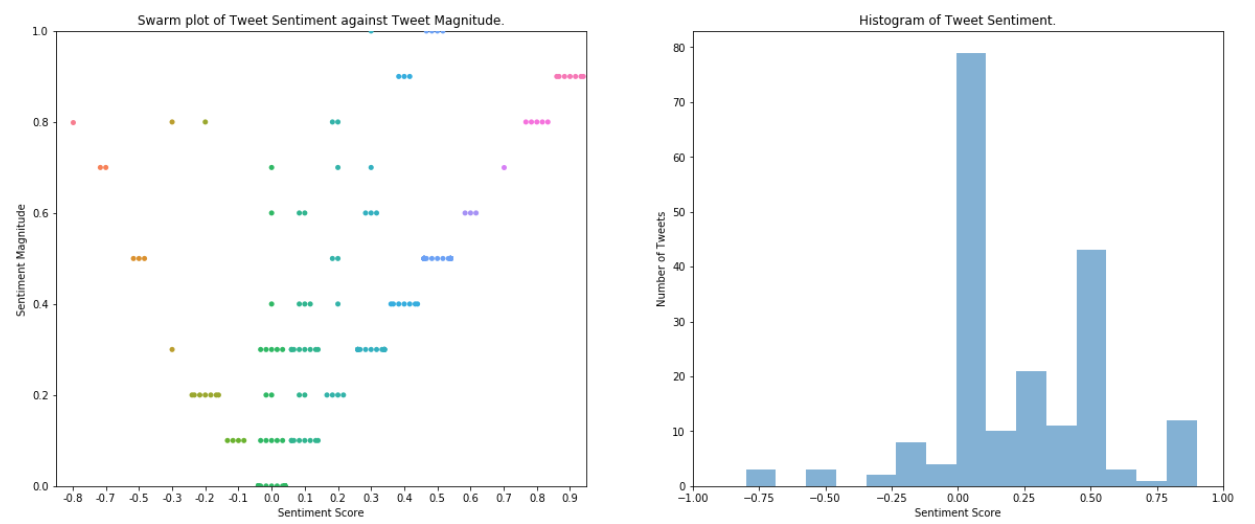 Swarm plot of Tweet Sentiment against Tweet Magnitude.
1.0
0.8
0.6
0.4
0.2
0.0
Sentiment Magnitude
-0.8 -0.7 -0.5 -0.3 -0.2 -0.1 0.0 0.1 0.2 0.3 0.4 0.5 0.6 0.7 0.8 0.9
Sentiment Score
Histogram of Tweet Sentiment.
80
70
60
50
40
30
20
10
0
Number of Tweets
−1.00 −0.75 −0.50 −0.25 0.00 0.25 0.50 0.75 1.00
Sentiment Score